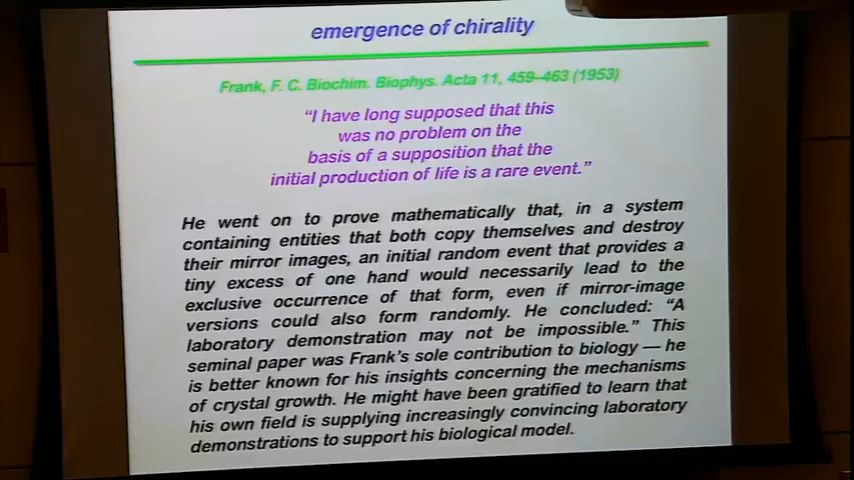 emergence of chirality
Frank, F. C. Biochim. Biophys. Acta 11, 459–463 (1953)
“I have long supposed that this
was no problem on the
basis of a supposition that the
initial production of life is a rare event.”
He went on to prove mathematically that, in a system
containing entities that both copy themselves and destroy
their mirror images, an initial random event that provides a
tiny excess of one hand would necessarily lead to the
exclusive occurrence of that form, even if mirror-image
versions could also form randomly. He concluded: “A
laboratory demonstration may not be impossible.” This
seminal paper was Frank’s sole contribution to biology — he
is better known for his insights concerning the mechanisms
of crystal growth. He might have been gratified to learn that
his own field is supplying increasingly convincing laboratory
demonstrations to support his biological model.